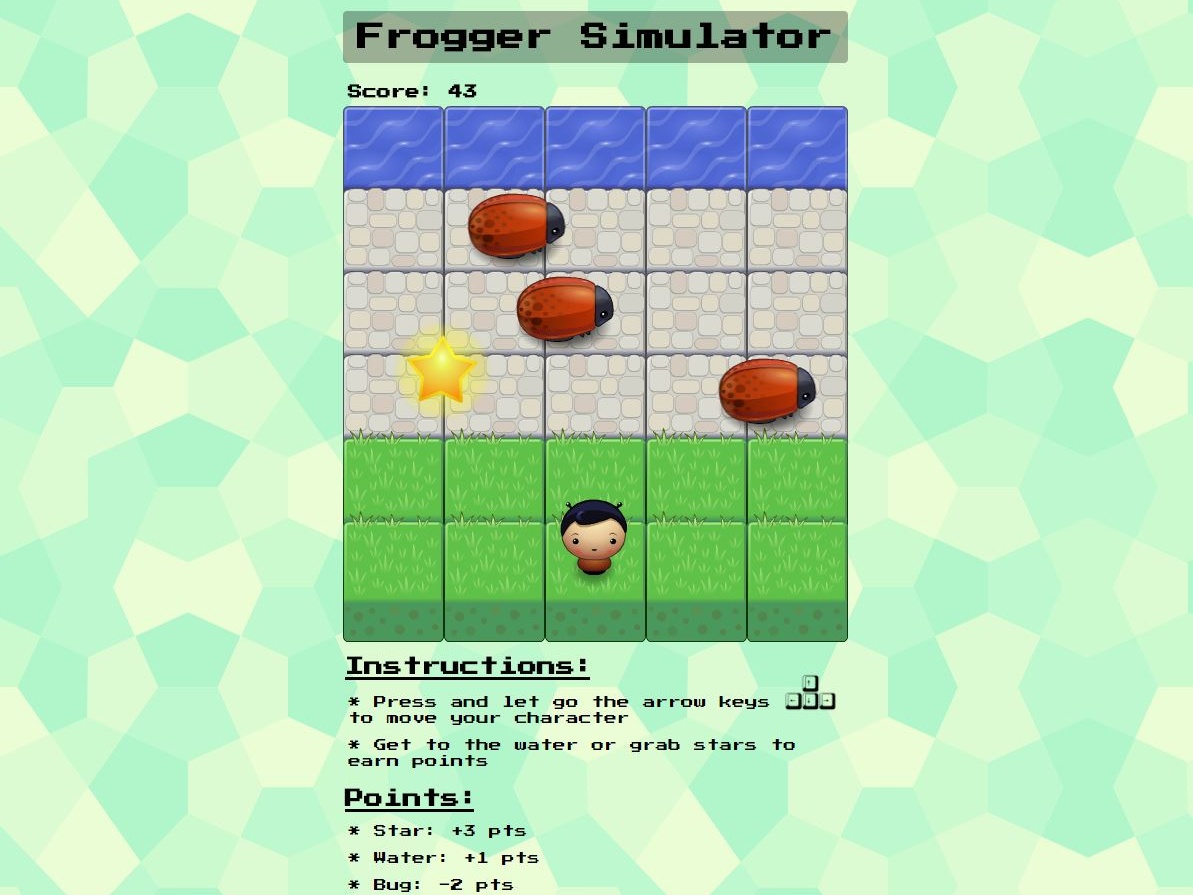 Frogger Simulator
Score: 43
Instructions:
* Press and let go the arrow keys
to move your character
* Get to the water or grab stars to
earn points
Points:
* Star: +3 pts
* Water: +1 pts
* Bug: -2 pts